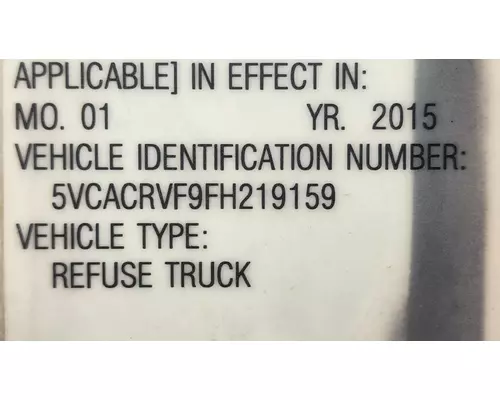 APPLICABLE] IN EFFECT IN:
MO. 01 YR. 2015
VEHICLE IDENTIFICATION NUMBER:
5VCACRVF9FH219159
VEHICLE TYPE:
REFUSE TRUCK